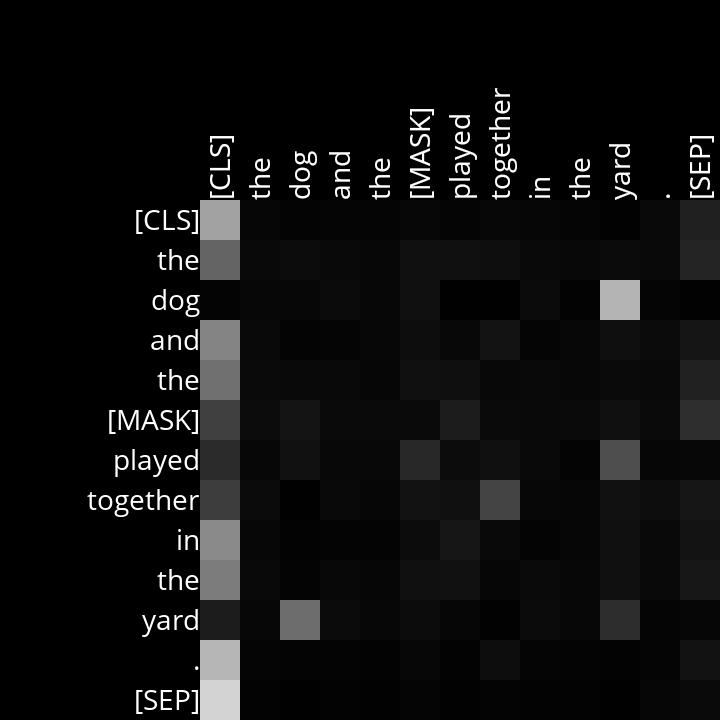 [CLS] the dog and the [MASK] played together in the yard . [SEP]
[CLS]
the
dog
and
the
[MASK]
played
together
in
the
yard
.
[SEP]